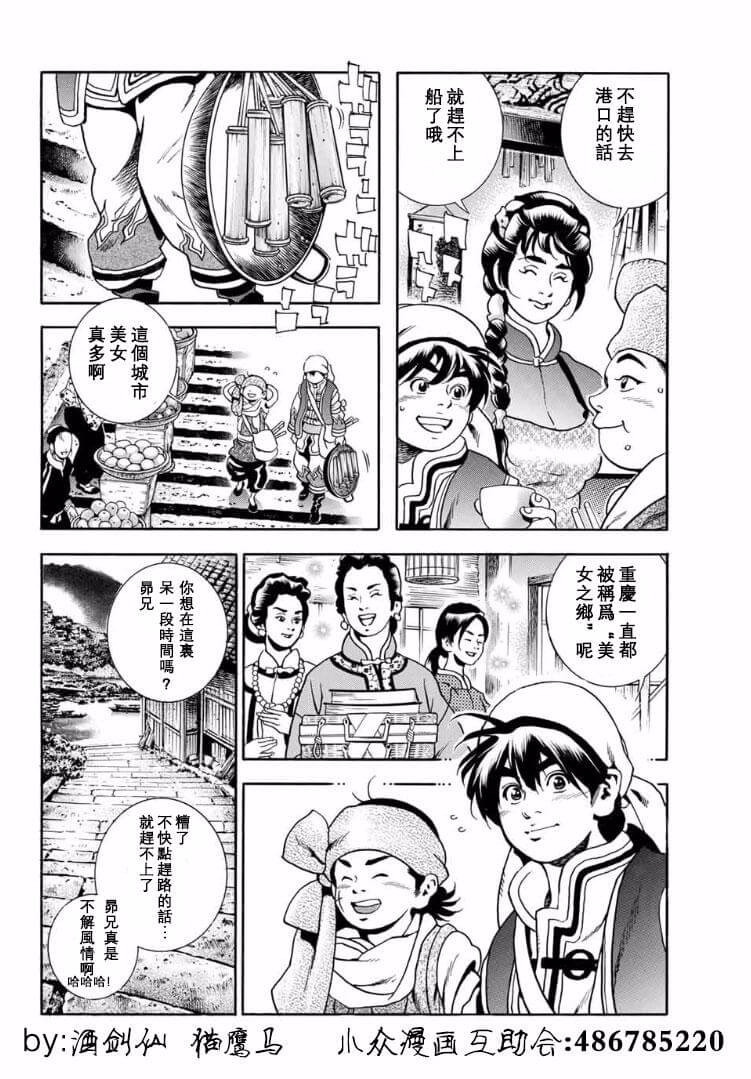 不趕快去
港口的話
就趕不上
船了哦
這個城市
美女
真多啊
重慶一直都
被稱爲〝美
女之鄉〞呢
你想在這裏
呆一段時間嗎？
昴兄
糟了
不快點趕路的話…
就趕不上了
昴兄真是
不解風情啊
哈哈哈！
by:酒剑仙 猫鹰马 小众漫画互助会:486785220